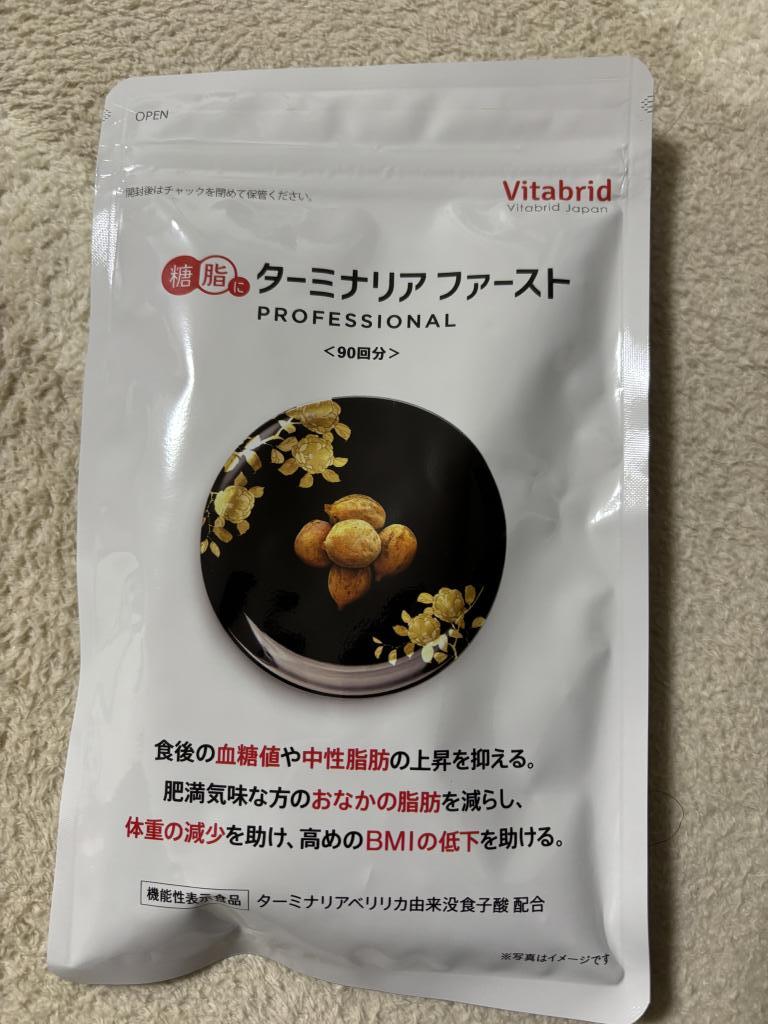 OPEN
開封後はチャックを閉めて保管ください。
Vitabrid
Vitabrid Japan
糖脂に ターミナリア ファースト
PROFESSIONAL
＜90回分＞
食後の血糖値や中性脂肪の上昇を抑える。
肥満気味な方のおなかの脂肪を減らし、
体重の減少を助け、高めのBMIの低下を助ける。
機能性表示食品 ターミナリアベリリカ由来没食子酸 配合
※写真はイメージです